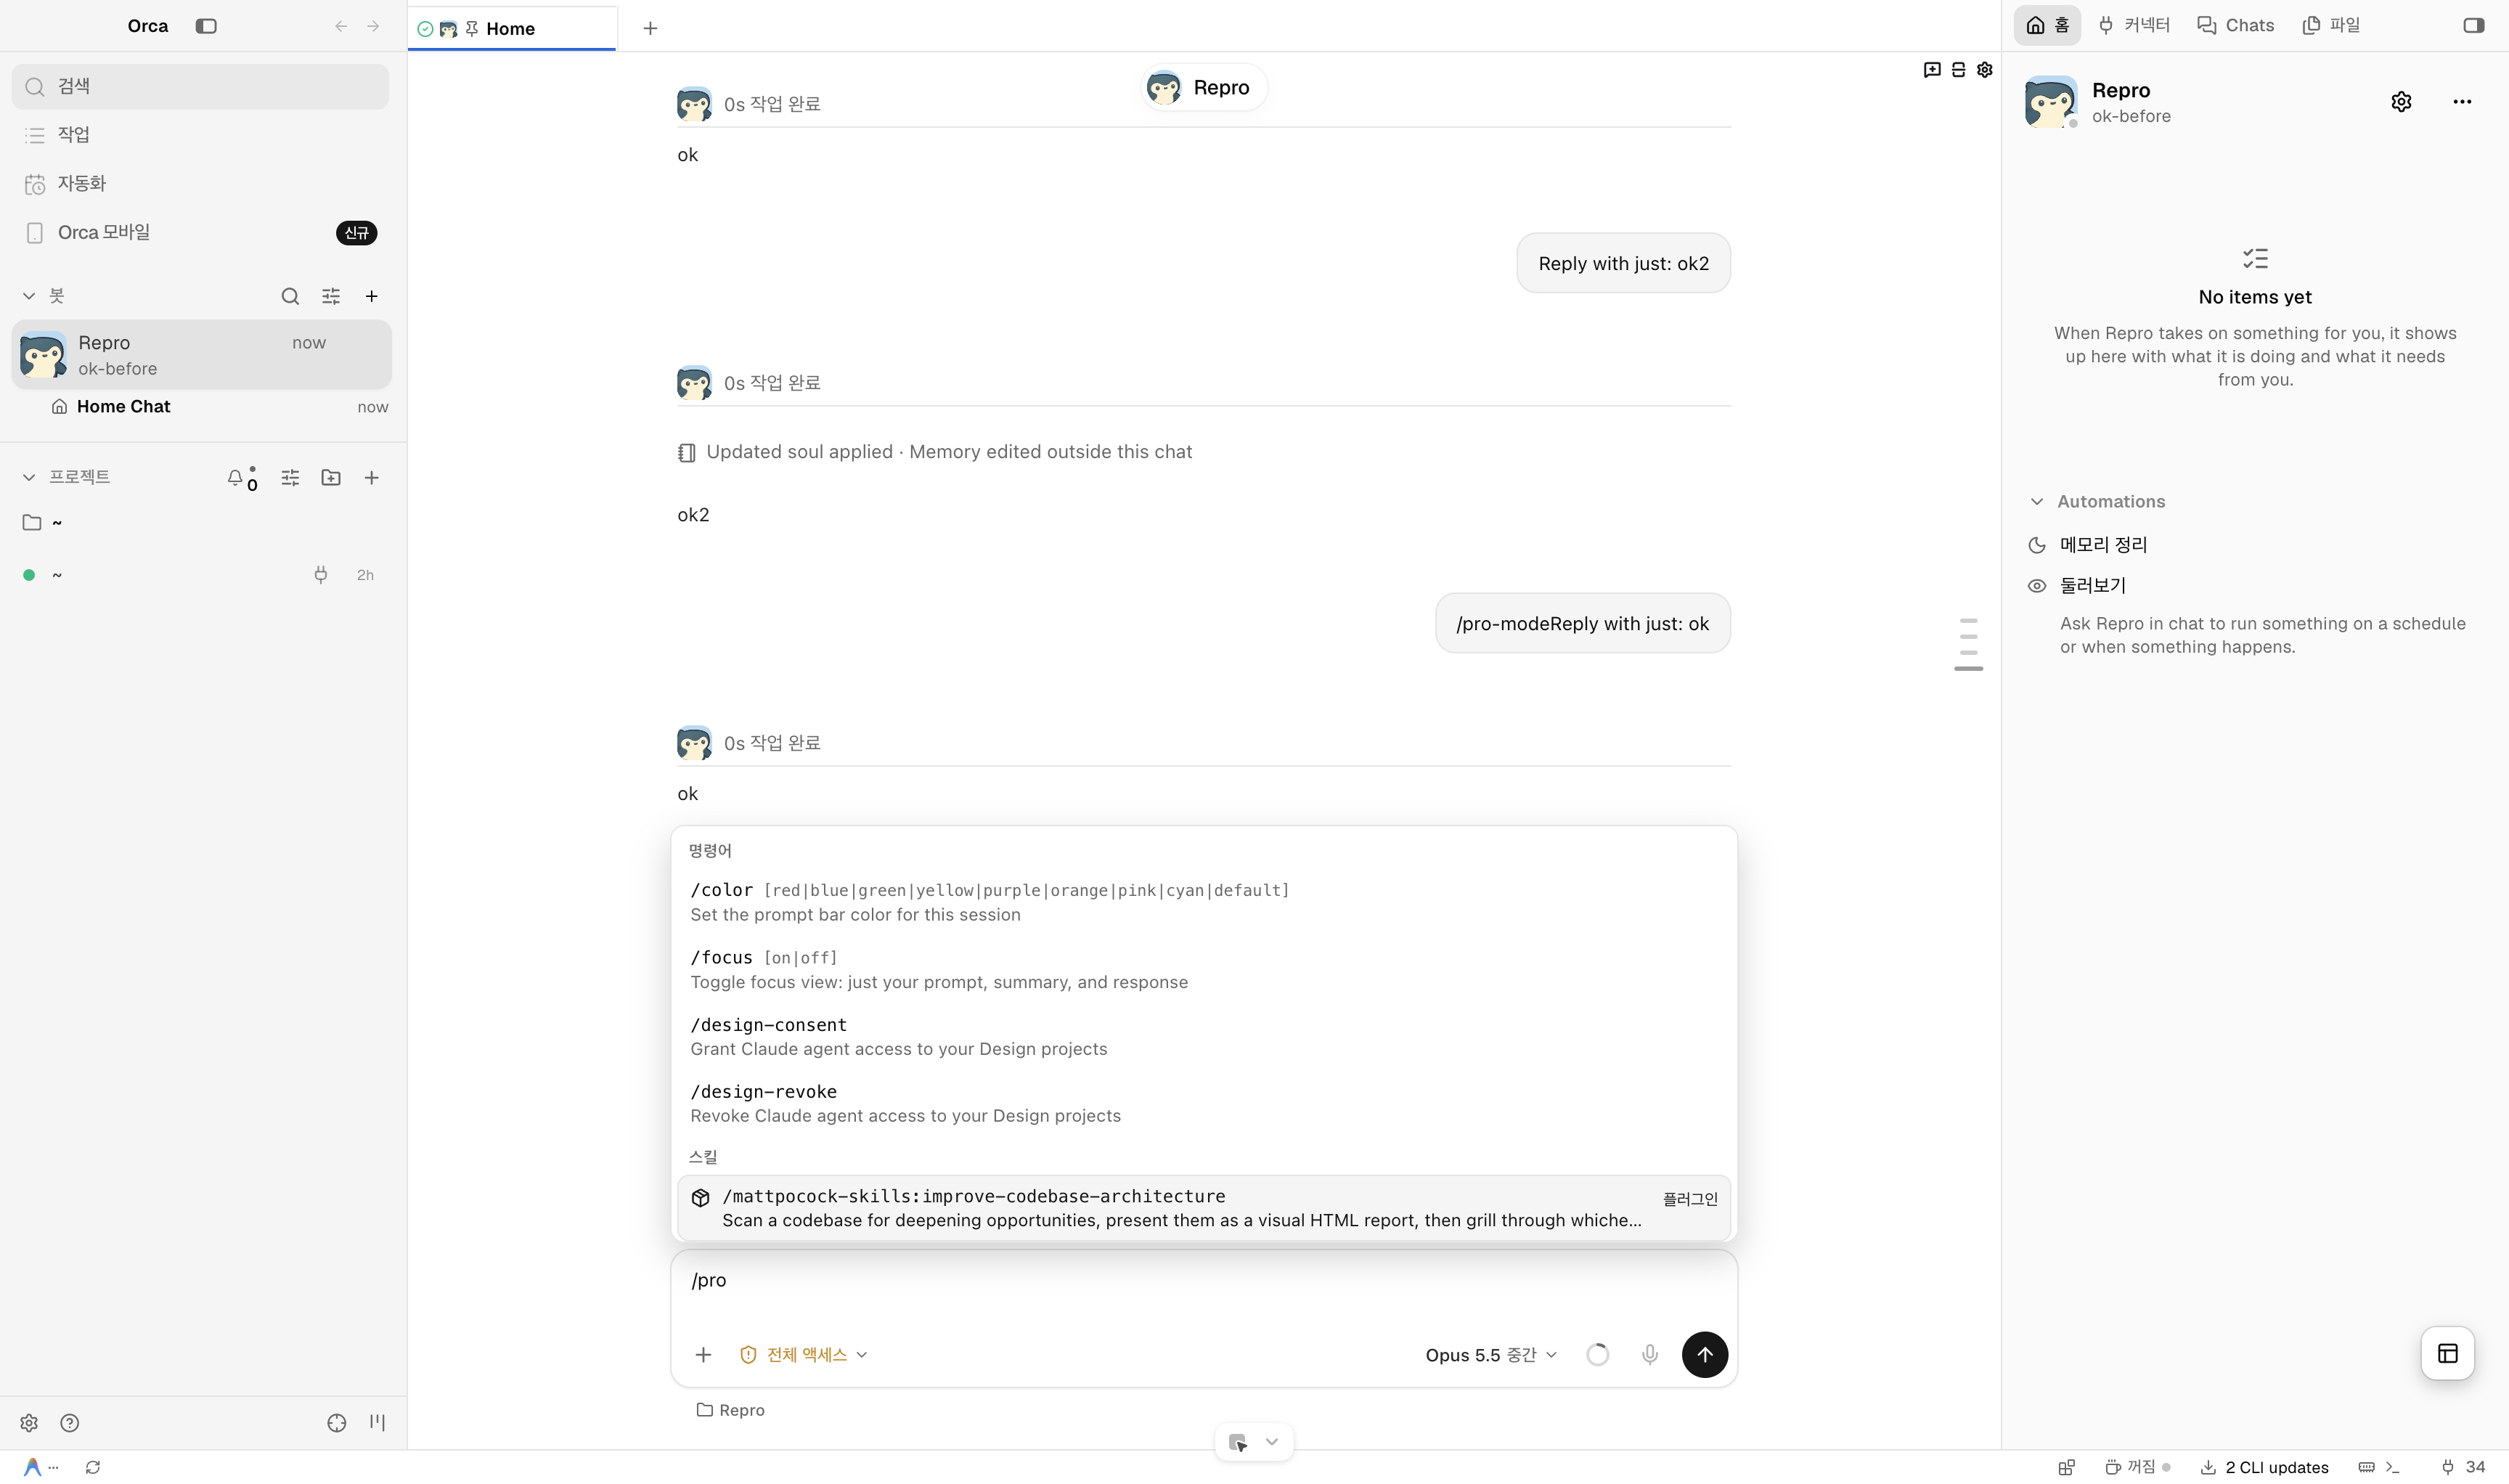 Orca
검색
작업
자동화
Orca 모바일
신규
봇
Repro
now
ok-before
Home Chat
now
프로젝트
0
~
~
2h
Home
Repro
0s 작업 완료
ok
Reply with just: ok2
0s 작업 완료
Updated soul applied · Memory edited outside this chat
ok2
/pro-modeReply with just: ok
0s 작업 완료
ok
명령어
/color [red|blue|green|yellow|purple|orange|pink|cyan|default]
Set the prompt bar color for this session
/focus [on|off]
Toggle focus view: just your prompt, summary, and response
/design-consent
Grant Claude agent access to your Design projects
/design-revoke
Revoke Claude agent access to your Design projects
스킬
/mattpocock-skills:improve-codebase-architecture
플러그인
Scan a codebase for deepening opportunities, present them as a visual HTML report, then grill through whiche...
/pro
전체 액세스
Opus 5.5 중간
Repro
홈
커넥터
Chats
파일
Repro
ok-before
No items yet
When Repro takes on something for you, it shows
up here with what it is doing and what it needs
from you.
Automations
메모리 정리
둘러보기
Ask Repro in chat to run something on a schedule
or when something happens.
꺼짐
2 CLI updates
34